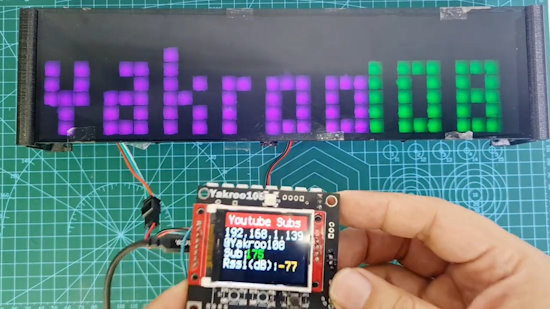 Yakroo108
Yakroo108
Youtube Subs
192.168.1.139
@Yakroo108
Sub:175
Rssi(dB):-77